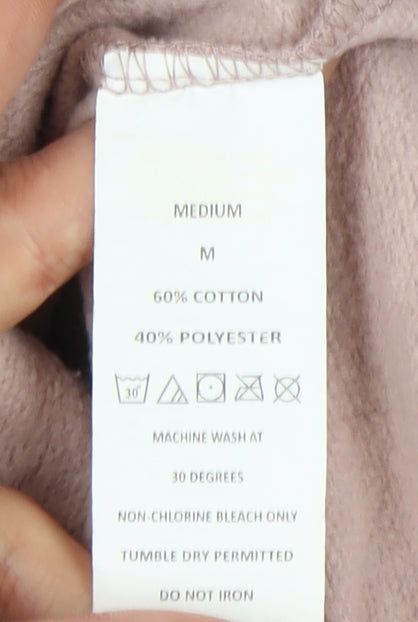 MEDIUM
M
60% COTTON
40% POLYESTER
30°
MACHINE WASH AT
30 DEGREES
NON-CHLORINE BLEACH ONLY
TUMBLE DRY PERMITTED
DO NOT IRON